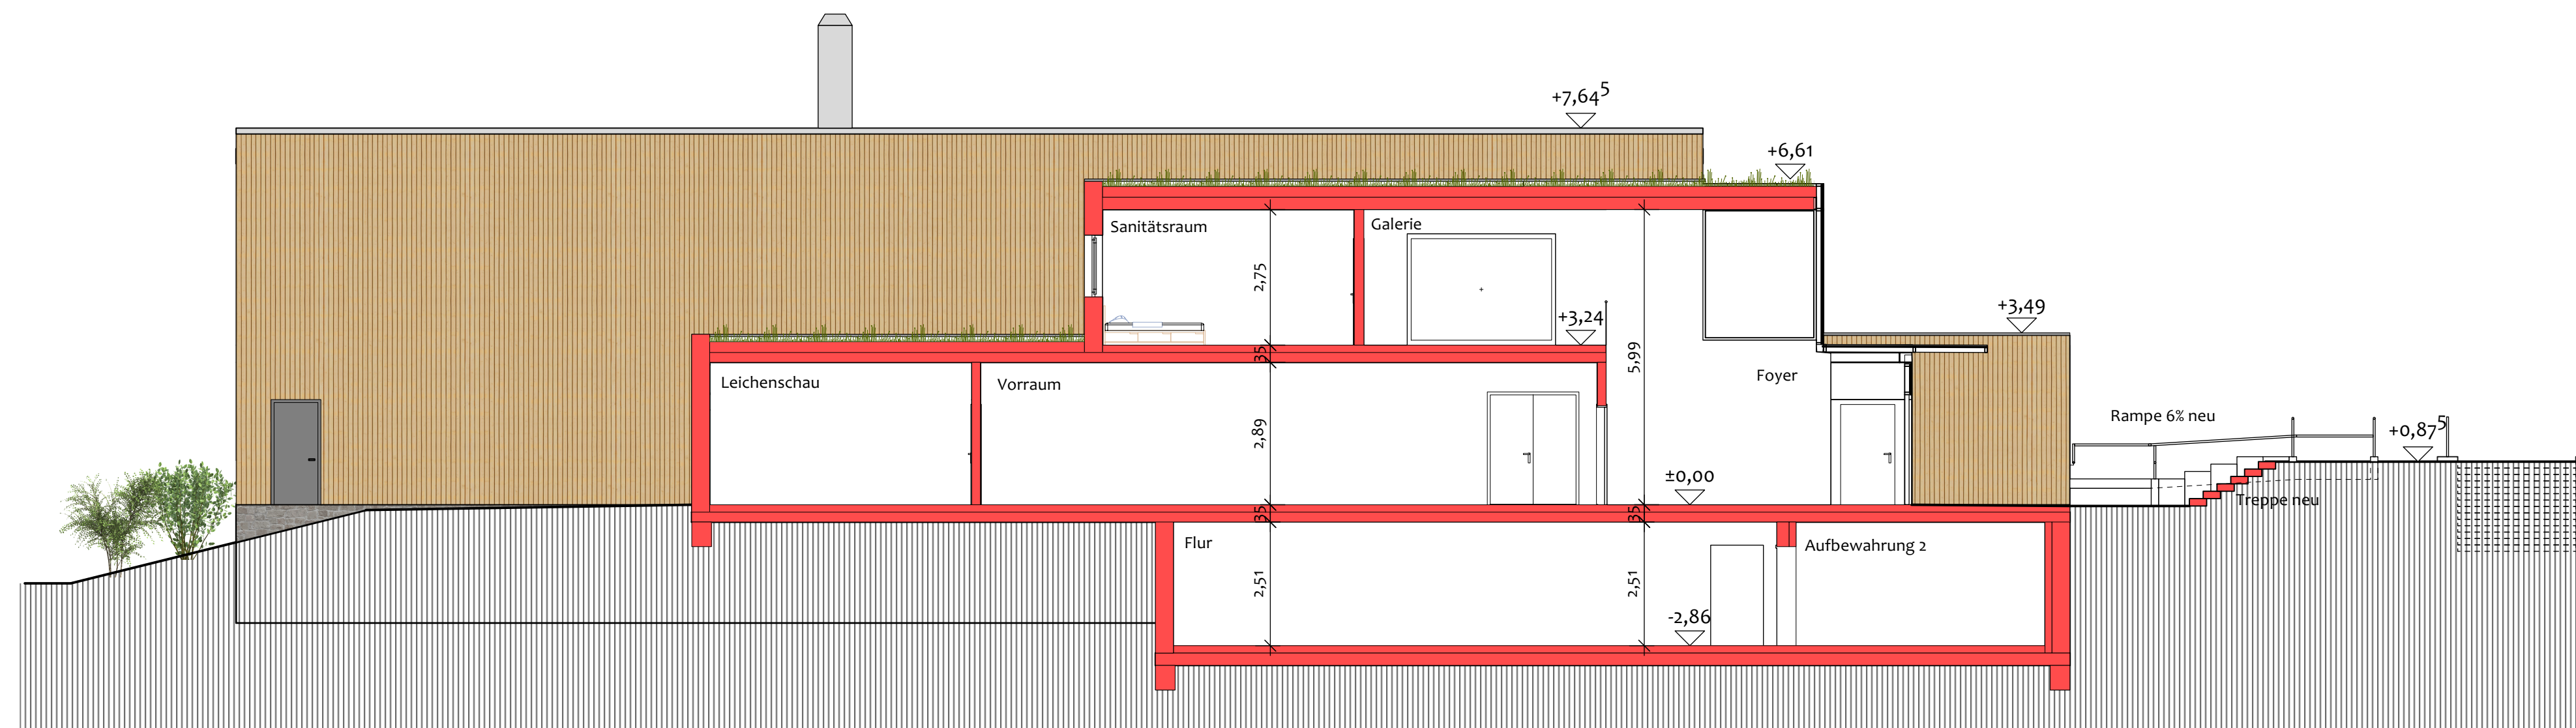 +7,64⁵
+6,61
Sanitätsraum
Galerie
2,75
+3,24
+3,49
35
5,99
Leichenschau
Vorraum
Foyer
2,89
Rampe 6% neu
+0,87⁵
±0,00
Treppe neu
35
35
Flur
Aufbewahrung 2
2,51
2,51
-2,86